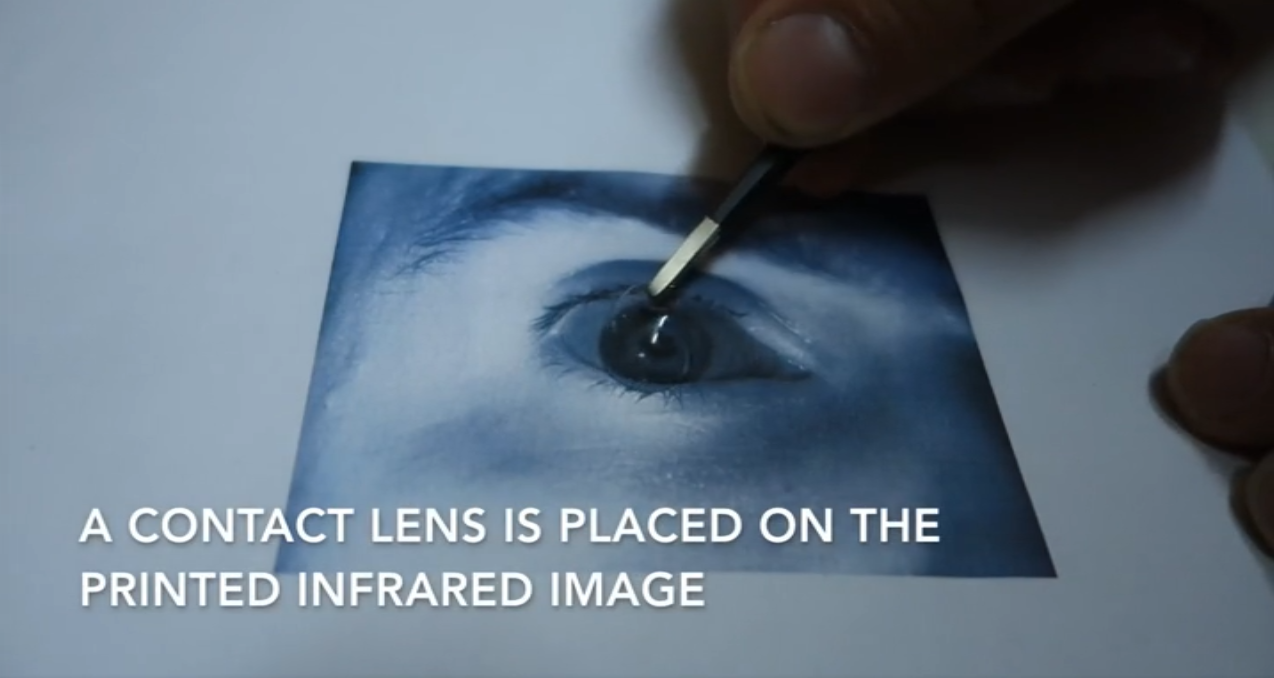 A CONTACT LENS IS PLACED ON THE
PRINTED INFRARED IMAGE